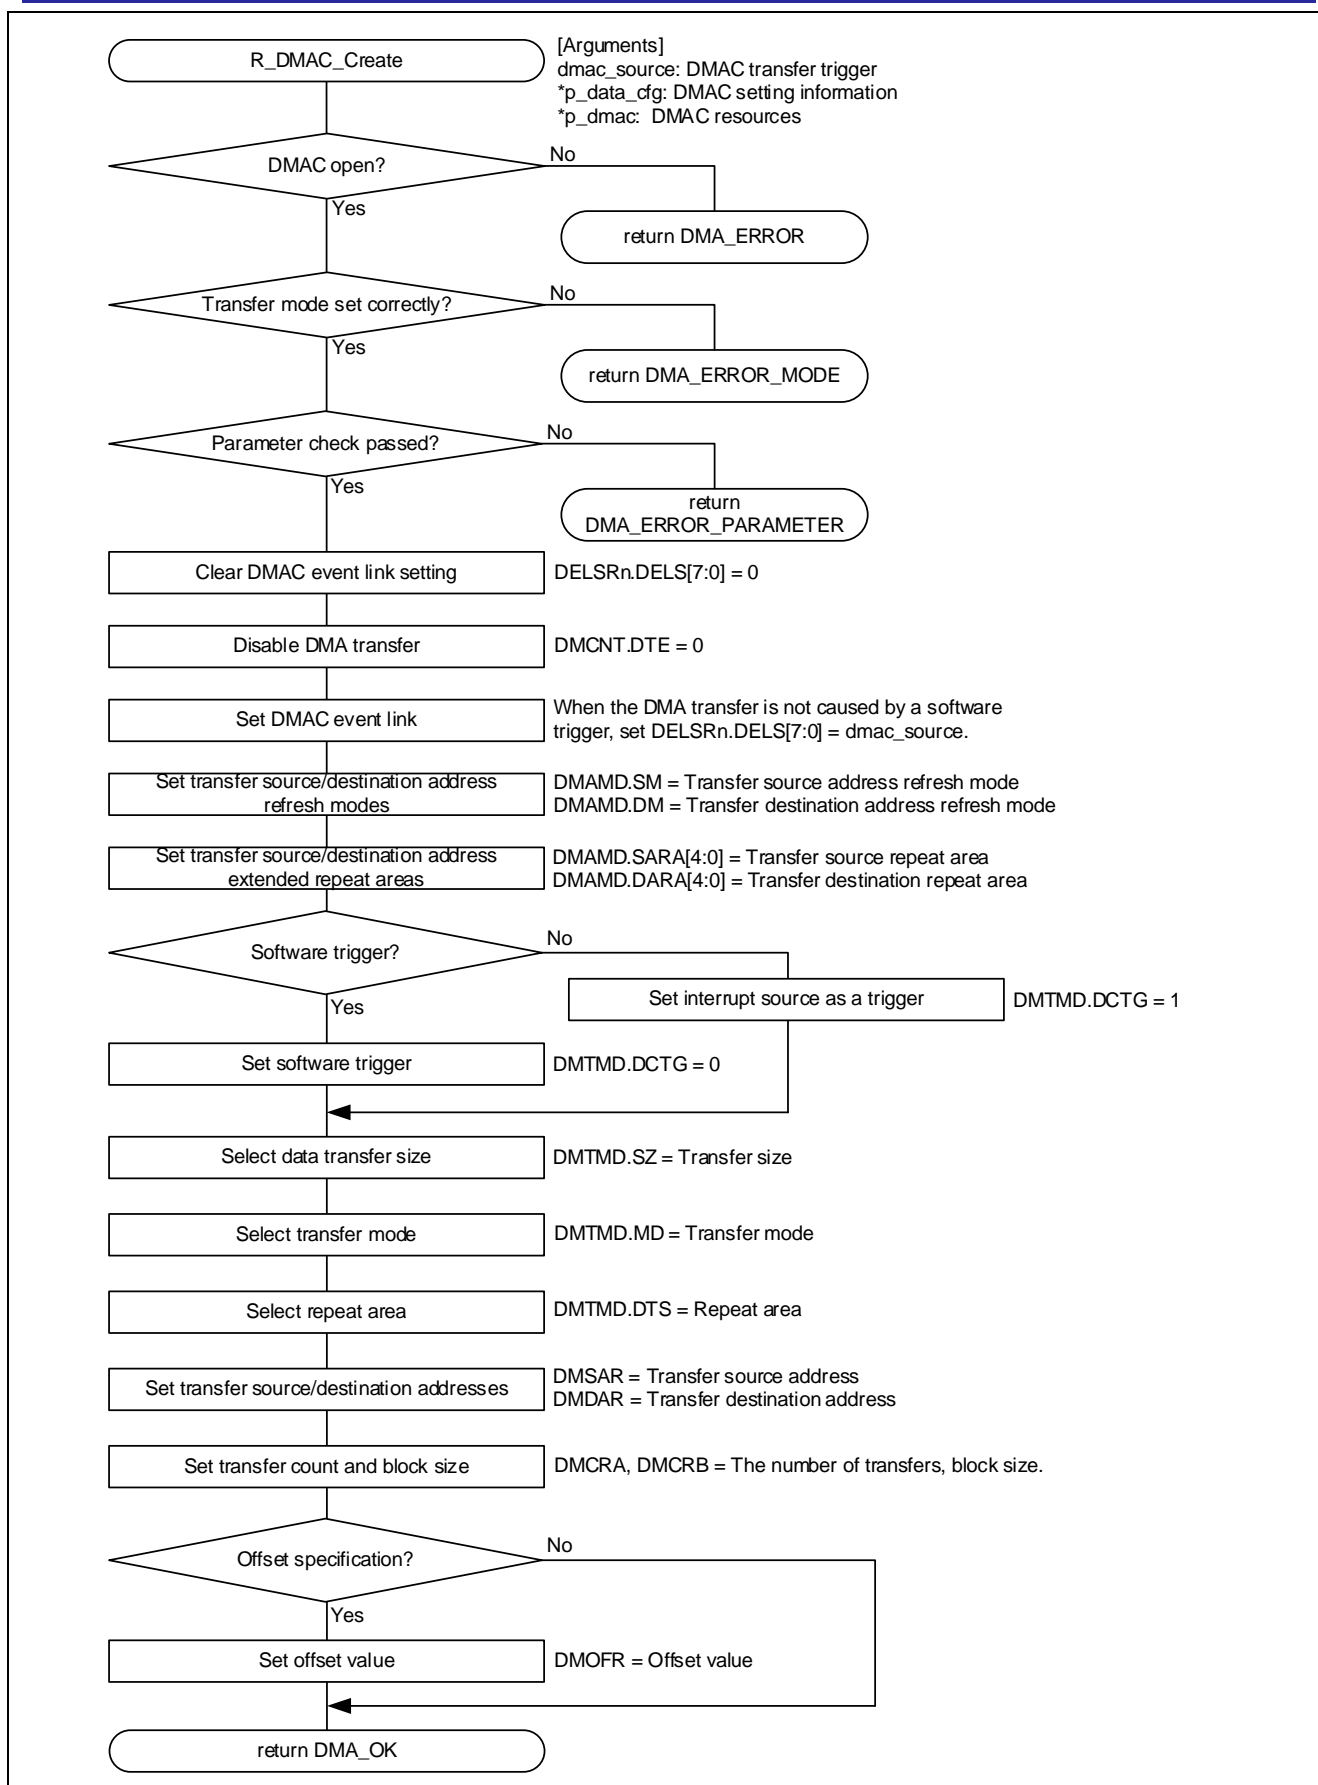 R_DMAC_Create
[Arguments]
dmac_source: DMAC transfer trigger
*p_data_cfg: DMAC setting information
*p_dmac:  DMAC resources
DMAC open?
No
Yes
return DMA_ERROR
Transfer mode set correctly?
No
Yes
return DMA_ERROR_MODE
Parameter check passed?
No
Yes
return
DMA_ERROR_PARAMETER
Clear DMAC event link setting
DELSRn.DELS[7:0] = 0
Disable DMA transfer
DMCNT.DTE = 0
Set DMAC event link
When the DMA transfer is not caused by a software
trigger, set DELSRn.DELS[7:0] = dmac_source.
Set transfer source/destination address
refresh modes
DMAMD.SM = Transfer source address refresh mode
DMAMD.DM = Transfer destination address refresh mode
Set transfer source/destination address
extended repeat areas
DMAMD.SARA[4:0] = Transfer source repeat area
DMAMD.DARA[4:0] = Transfer destination repeat area
Software trigger?
No
Yes
Set interrupt source as a trigger
DMTMD.DCTG = 1
Set software trigger
DMTMD.DCTG = 0
Select data transfer size
DMTMD.SZ = Transfer size
Select transfer mode
DMTMD.MD = Transfer mode
Select repeat area
DMTMD.DTS = Repeat area
Set transfer source/destination addresses
DMSAR = Transfer source address
DMDAR = Transfer destination address
Set transfer count and block size
DMCRA, DMCRB = The number of transfers, block size.
Offset specification?
No
Yes
Set offset value
DMOFR = Offset value
return DMA_OK